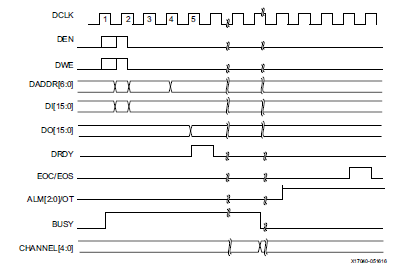 DCLK
1 2 3 4 5
DEN
DWE
DADDR[6:0]
DI[15:0]
DO[15:0]
DRDY
EOC/EOS
ALM[2:0]/OT
BUSY
CHANNEL[4:0]
X17040-051616